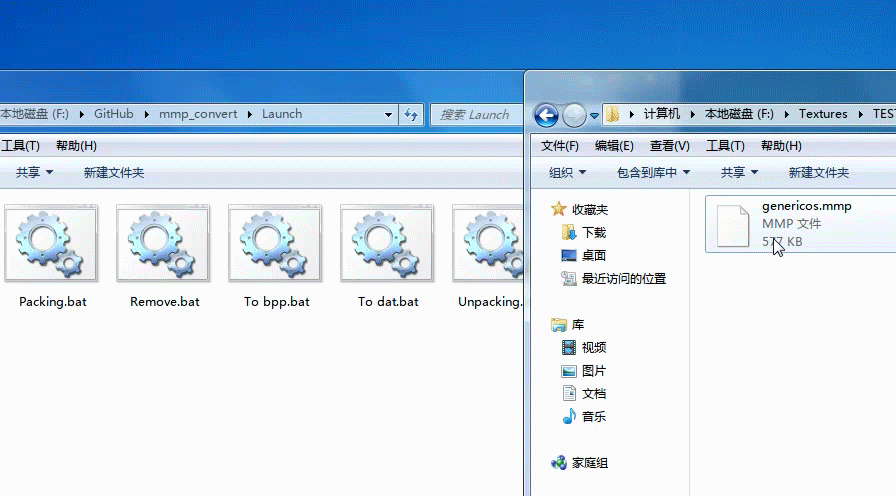 本地磁盘 (F:) GitHub mmp_convert Launch
搜索 Launch
工具(T) 帮助(H)
共享 新建文件夹
Packing.bat
Remove.bat
To bpp.bat
To dat.bat
Unpacking.
计算机 本地磁盘 (F:) Textures TES
文件(F) 编辑(E) 查看(V) 工具(T) 帮助(H)
组织 包含到库中 共享 新建文件夹
收藏夹
下载
桌面
最近访问的位置
库
视频
图片
文档
音乐
家庭组
genericos.mmp
MMP 文件
KB